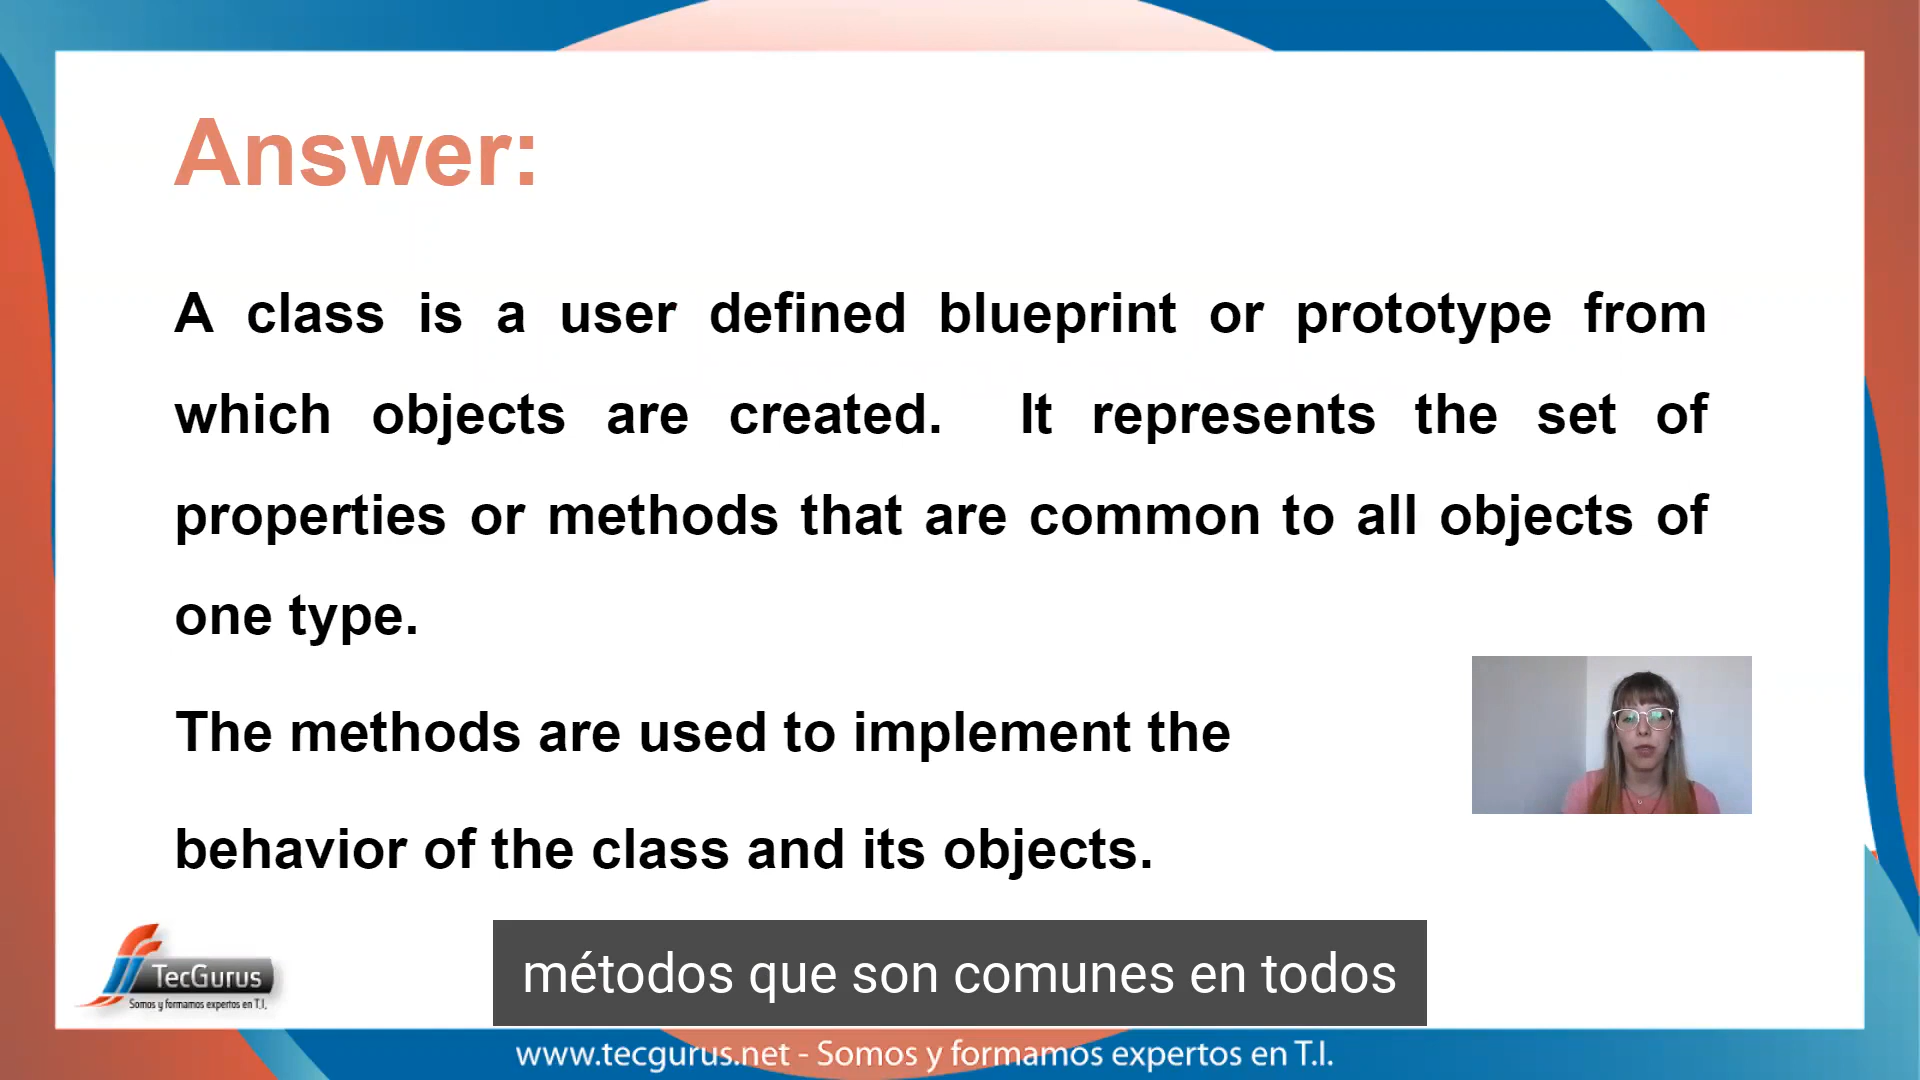 Answer:
A class is a user defined blueprint or prototype from
which objects are created. It represents the set of
properties or methods that are common to all objects of
one type.
The methods are used to implement the
behavior of the class and its objects.
TecGurus
Somos y formamos expertos en T.I.
métodos que son comunes en todos
www.tecgurus.net - Somos y formamos expertos en T.I.